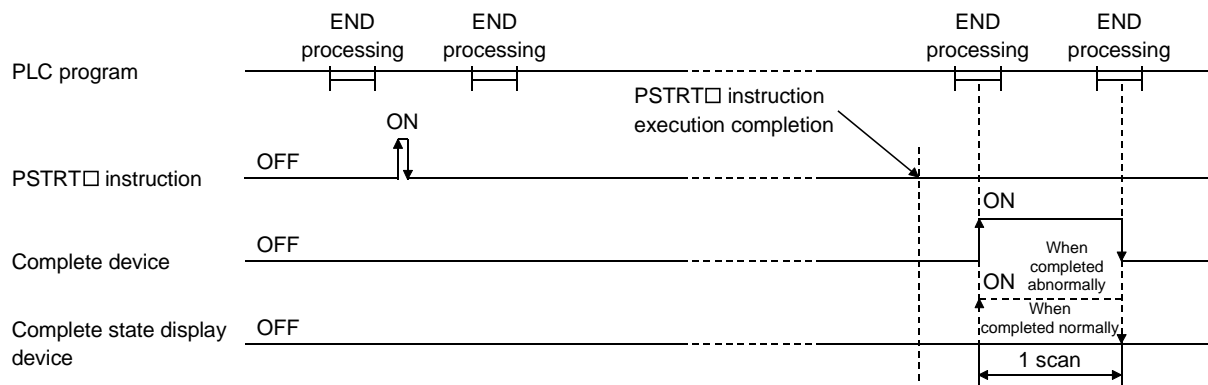 END processing
END processing
END processing
END processing
PLC program
PSTRT□ instruction execution completion
ON
OFF
PSTRT□ instruction
ON
OFF
Complete device
When completed abnormally
ON
When completed normally
OFF
Complete state display device
1 scan